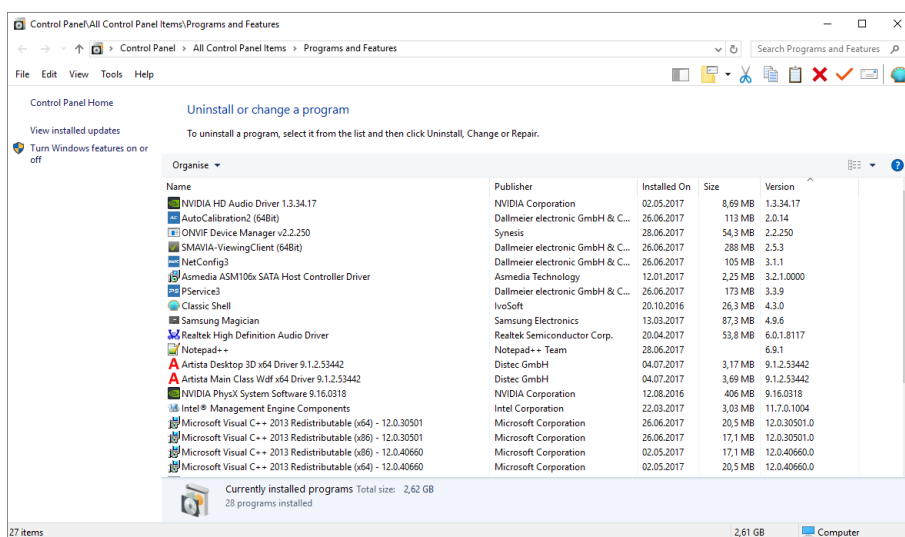 Control Panel\All Control Panel Items\Programs and Features
Control Panel > All Control Panel Items > Programs and Features
Search Programs and Features
File Edit View Tools Help
Control Panel Home
View installed updates
Turn Windows features on or
off
Uninstall or change a program
To uninstall a program, select it from the list and then click Uninstall, Change or Repair.
Organise
Name Publisher Installed On Size Version
NVIDIA HD Audio Driver 1.3.34.17 NVIDIA Corporation 02.05.2017 8,69 MB 1.3.34.17
AutoCalibration2 (64Bit) Dallmeier electronic GmbH & C... 26.06.2017 113 MB 2.0.14
ONVIF Device Manager v2.2.250 Synesis 28.06.2017 54,3 MB 2.2.250
SMAVIA-ViewingClient (64Bit) Dallmeier electronic GmbH & C... 26.06.2017 288 MB 2.5.3
NetConfig3 Dallmeier electronic GmbH & C... 26.06.2017 105 MB 3.1.1
Asmedia ASM106x SATA Host Controller Driver Asmedia Technology 12.01.2017 2,25 MB 3.2.1.0000
PService3 Dallmeier electronic GmbH & C... 26.06.2017 173 MB 3.3.9
Classic Shell IvoSoft 20.10.2016 26,3 MB 4.3.0
Samsung Magician Samsung Electronics 13.03.2017 87,3 MB 4.9.6
Realtek High Definition Audio Driver Realtek Semiconductor Corp. 20.04.2017 53,8 MB 6.0.1.8117
Notepad++ Notepad++ Team 28.06.2017 6.9.1
Artista Desktop 3D x64 Driver 9.1.2.53442 Distec GmbH 04.07.2017 3,17 MB 9.1.2.53442
Artista Main Class Wdf x64 Driver 9.1.2.53442 Distec GmbH 04.07.2017 3,69 MB 9.1.2.53442
NVIDIA PhysX System Software 9.16.0318 NVIDIA Corporation 12.08.2016 406 MB 9.16.0318
Intel® Management Engine Components Intel Corporation 22.03.2017 3,03 MB 11.7.0.1004
Microsoft Visual C++ 2013 Redistributable (x64) - 12.0.30501 Microsoft Corporation 26.06.2017 20,5 MB 12.0.30501.0
Microsoft Visual C++ 2013 Redistributable (x86) - 12.0.30501 Microsoft Corporation 26.06.2017 17,1 MB 12.0.30501.0
Microsoft Visual C++ 2013 Redistributable (x86) - 12.0.40660 Microsoft Corporation 02.05.2017 17,1 MB 12.0.40660.0
Microsoft Visual C++ 2013 Redistributable (x64) - 12.0.40660 Microsoft Corporation 02.05.2017 20,5 MB 12.0.40660.0
Currently installed programs Total size: 2,62 GB
28 programs installed
27 items 2,61 GB Computer